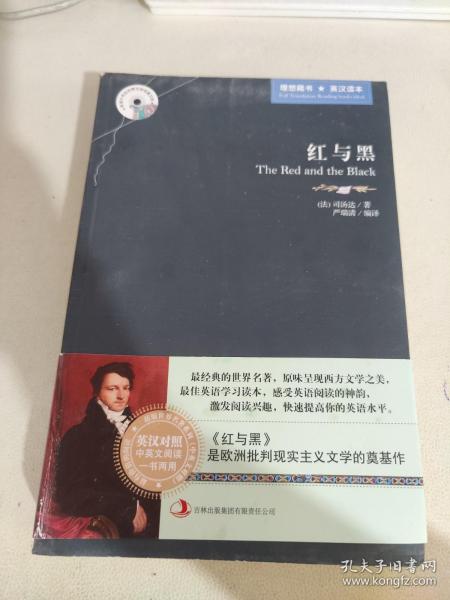 理想藏书 ★ 英汉读本
红与黑
The Red and the Black
(法) 司汤达／著
严瑞清／编译
最经典的世界名著，原味呈现西方文学之美，
最佳英语学习读本，感受英语阅读的神韵，
激发阅读兴趣，快速提高你的英语水平。
英汉对照
中英文阅读
一书两用
《红与黑》
是欧洲批判现实主义文学的奠基作
吉林出版集团有限责任公司
孔夫子旧书网
www.kongfz.com